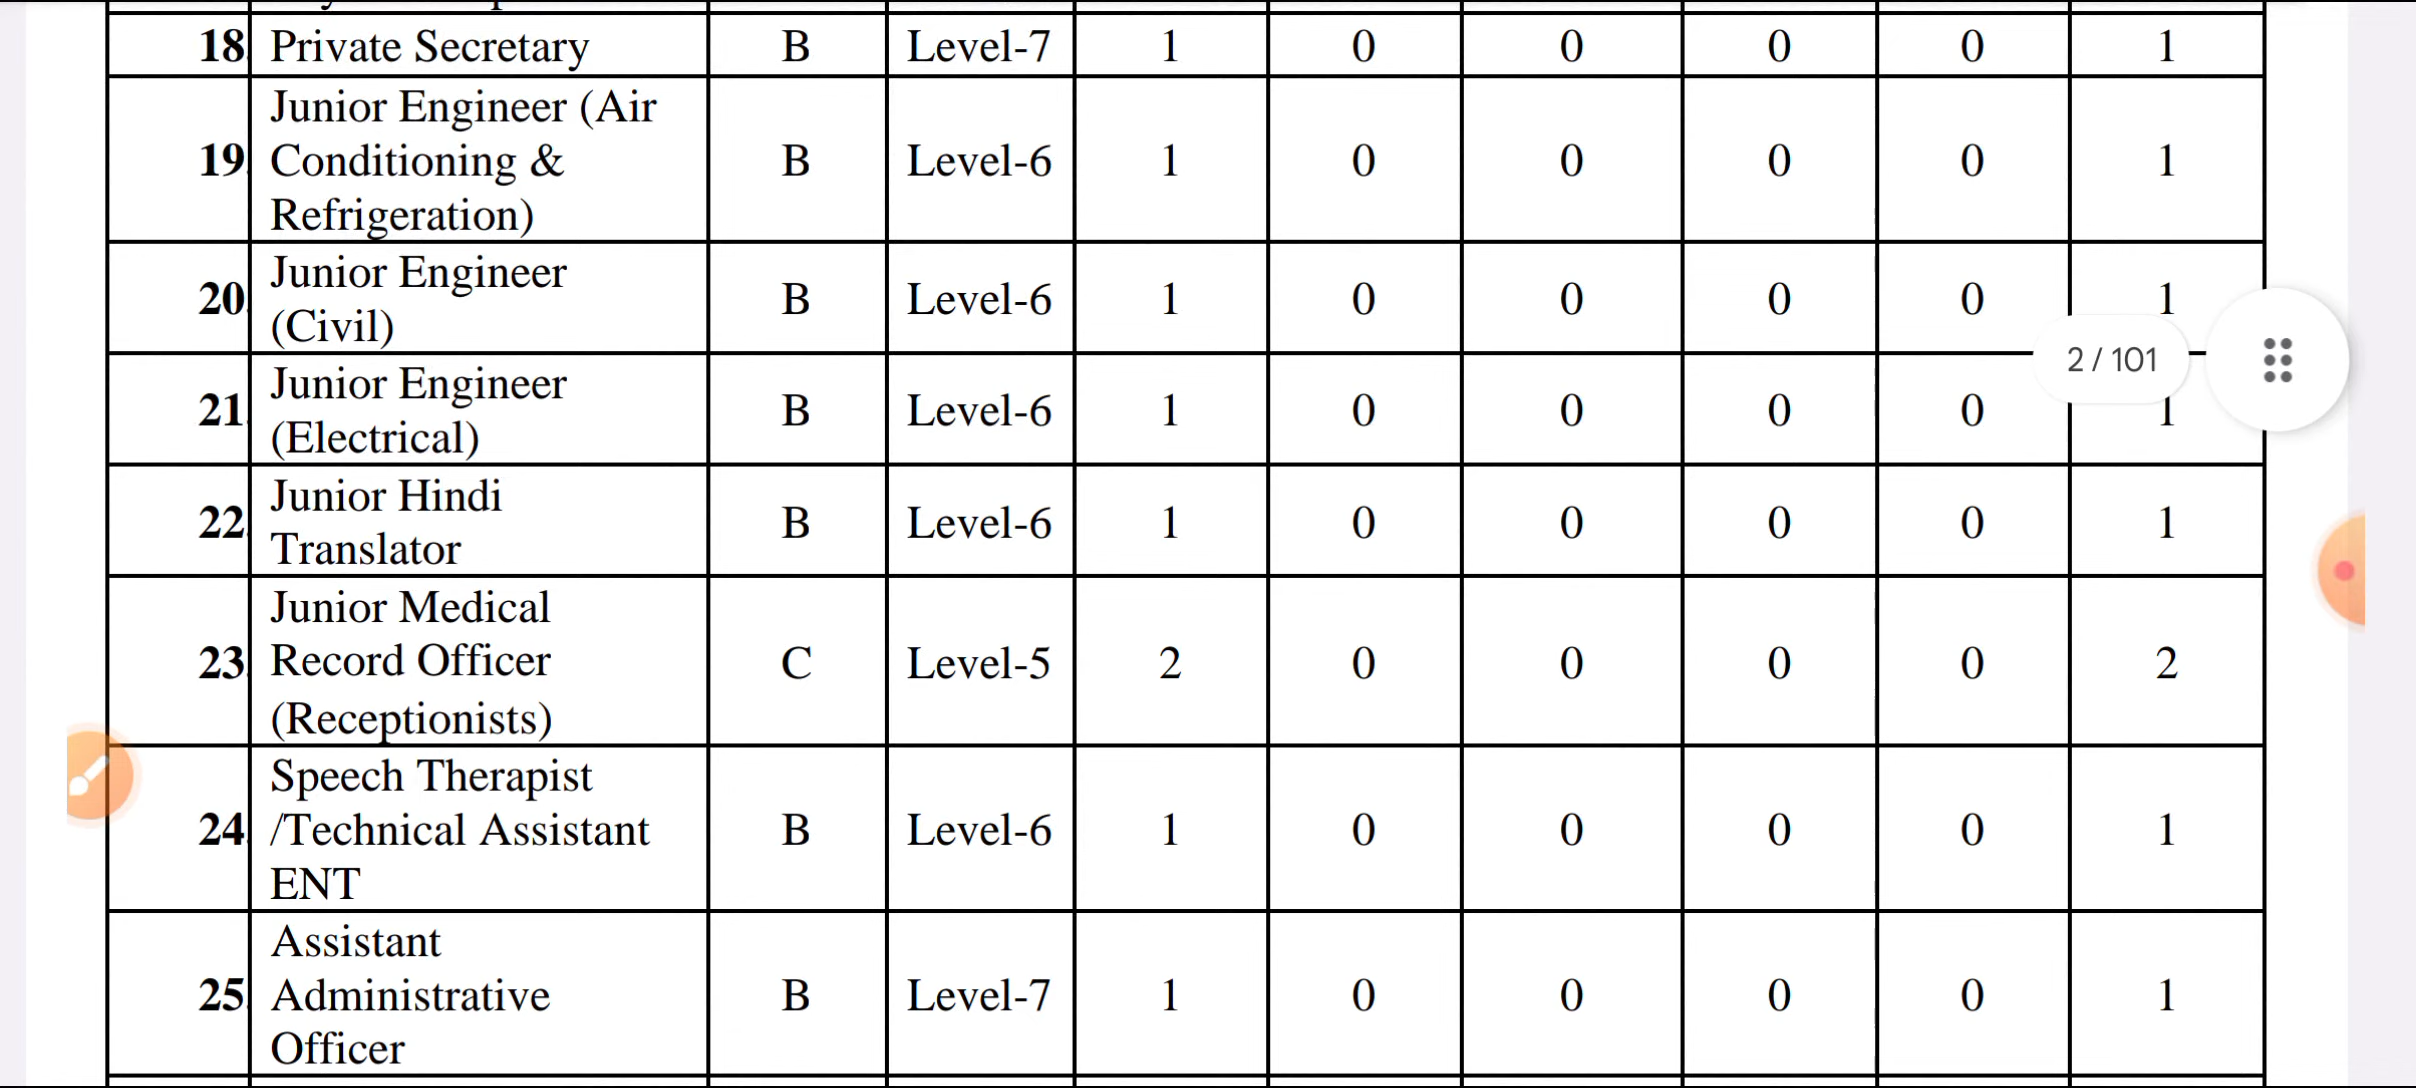 18. Private Secretary B Level-7 1 0 0 0 0 1
Junior Engineer (Air
19. Conditioning & B Level-6 1 0 0 0 0 1
Refrigeration)
Junior Engineer
20. B Level-6 1 0 0 0 0 1
(Civil)
2 / 101
Junior Engineer
21. B Level-6 1 0 0 0 0 1
(Electrical)
Junior Hindi
22. B Level-6 1 0 0 0 0 1
Translator
Junior Medical
23. Record Officer C Level-5 2 0 0 0 0 2
(Receptionists)
Speech Therapist
24. /Technical Assistant B Level-6 1 0 0 0 0 1
ENT
Assistant
25. Administrative B Level-7 1 0 0 0 0 1
Officer